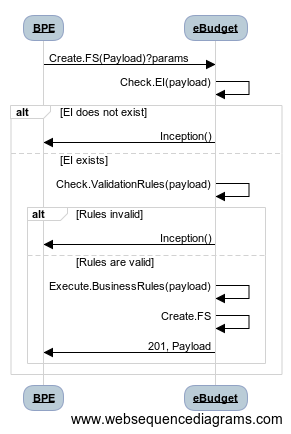 BPE eBudget
Create.FS(Payload)?params
Check.EI(payload)
alt [EI does not exist]
Inception()
[EI exists]
Check.ValidationRules(payload)
alt [Rules invalid]
Inception()
[Rules are valid]
Execute.BusinessRules(payload)
Create.FS
201, Payload
BPE eBudget
www.websequencediagrams.com